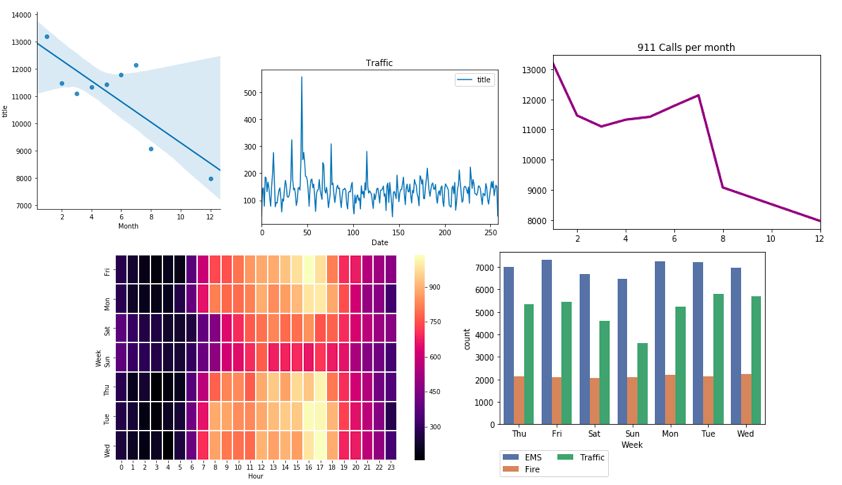 14000
13000
12000
11000
10000
9000
8000
7000
title
2 4 6 8 10 12
Month
Traffic
title
500
400
300
200
100
0 50 100 150 200 250
Date
911 Calls per month
13000
12000
11000
10000
9000
8000
2 4 6 8 10 12
Week
Fri
Mon
Sat
Sun
Thu
Tue
Wed
0 1 2 3 4 5 6 7 8 9 10 11 12 13 14 15 16 17 18 19 20 21 22 23
Hour
900
750
600
450
300
count
7000
6000
5000
4000
3000
2000
1000
0
Thu Fri Sat Sun Mon Tue Wed
Week
EMS Traffic
Fire